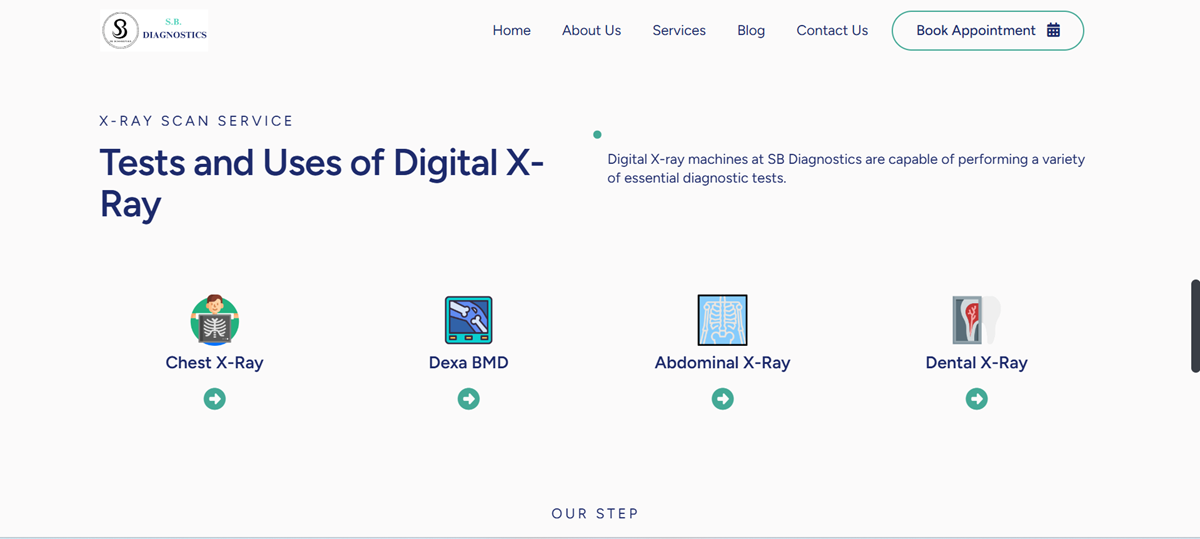 S.B.
DIAGNOSTICS
Home
About Us
Services
Blog
Contact Us
Book Appointment
X-RAY SCAN SERVICE
Tests and Uses of Digital X-
Ray
Digital X-ray machines at SB Diagnostics are capable of performing a variety
of essential diagnostic tests.
Chest X-Ray
Dexa BMD
Abdominal X-Ray
Dental X-Ray
OUR STEP